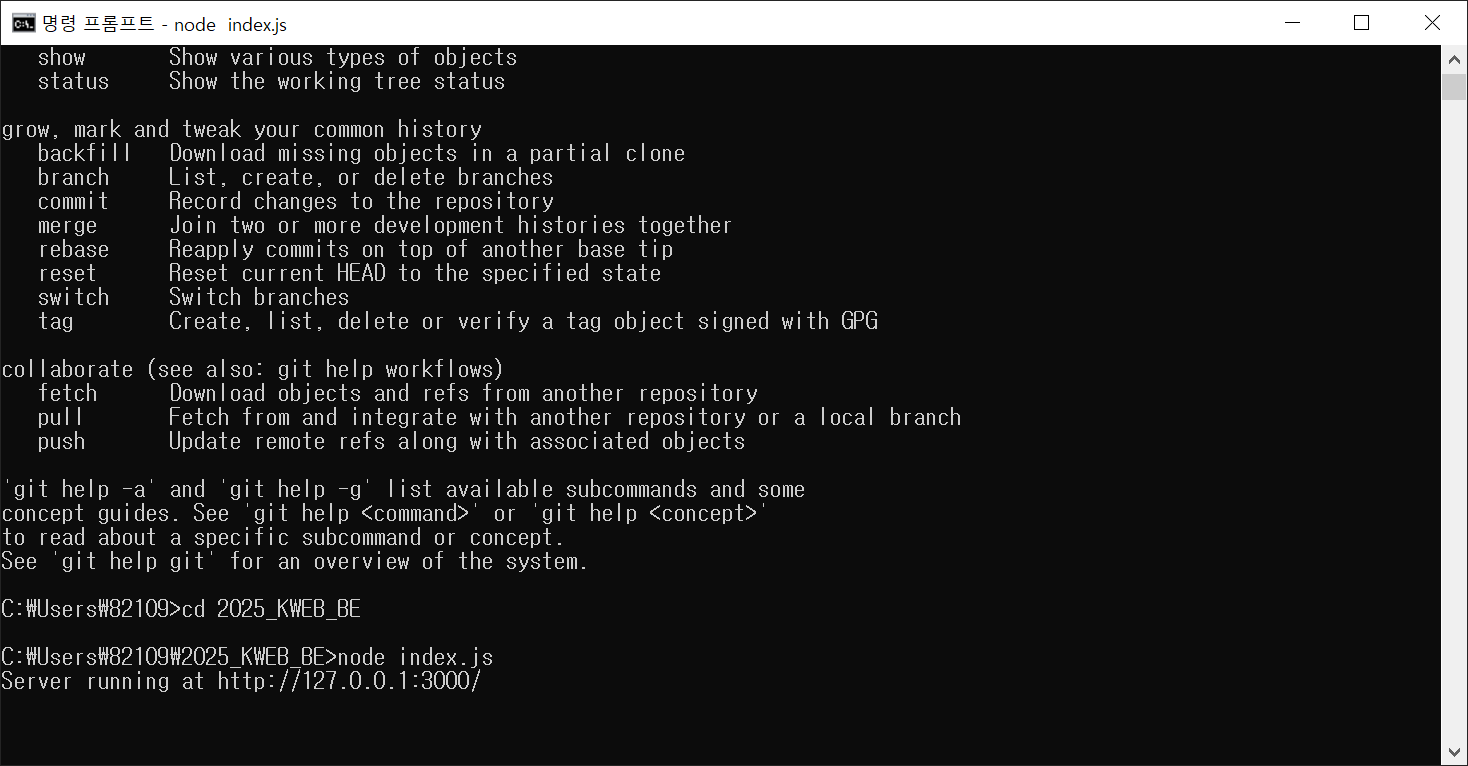 명령 프롬프트 - node  index.js
show       Show various types of objects
status     Show the working tree status
grow, mark and tweak your common history
backfill   Download missing objects in a partial clone
branch     List, create, or delete branches
commit     Record changes to the repository
merge      Join two or more development histories together
rebase     Reapply commits on top of another base tip
reset      Reset current HEAD to the specified state
switch     Switch branches
tag        Create, list, delete or verify a tag object signed with GPG
collaborate (see also: git help workflows)
fetch      Download objects and refs from another repository
pull       Fetch from and integrate with another repository or a local branch
push       Update remote refs along with associated objects
'git help -a' and 'git help -g' list available subcommands and some
concept guides. See 'git help <command>' or 'git help <concept>'
to read about a specific subcommand or concept.
See 'git help git' for an overview of the system.
C:₩Users₩82109>cd 2025_KWEB_BE
C:₩Users₩82109₩2025_KWEB_BE>node index.js
Server running at http://127.0.0.1:3000/